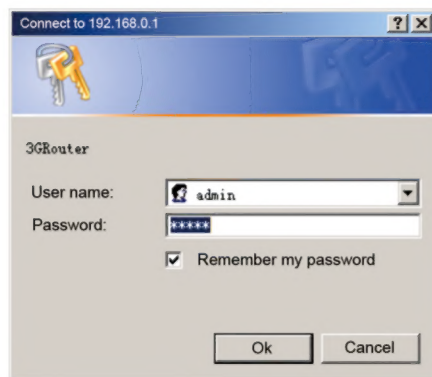 Connect to 192.168.0.1
3GRouter
User name: admin
Password: *****
Remember my password
Ok Cancel